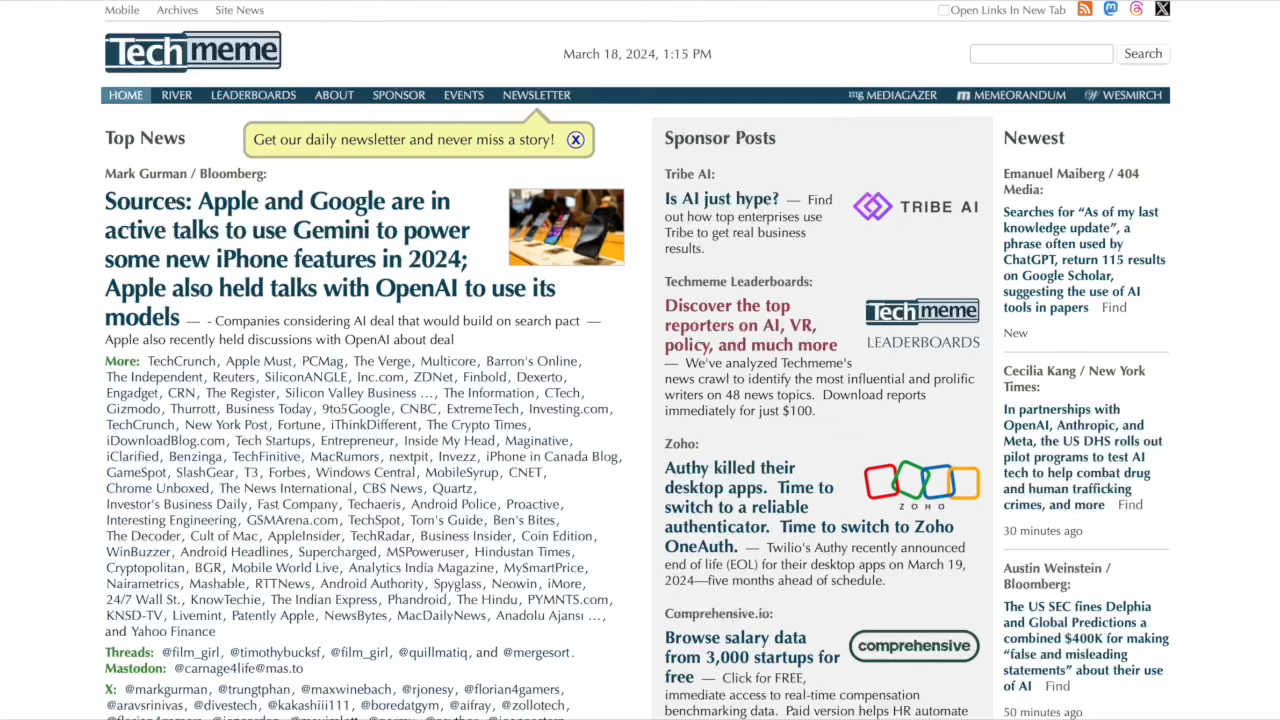 Mobile Archives Site News
Open Links In New Tab
Techmeme
March 18, 2024, 1:15 PM
Search
HOME RIVER LEADERBOARDS ABOUT SPONSOR EVENTS NEWSLETTER
mg MEDIAGAZER m MEMEORANDUM W WESMIRCH
Top News
Get our daily newsletter and never miss a story! X
Mark Gurman / Bloomberg:
Sources: Apple and Google are in
active talks to use Gemini to power
some new iPhone features in 2024;
Apple also held talks with OpenAI to use its
models — - Companies considering AI deal that would build on search pact —
Apple also recently held discussions with OpenAI about deal
More: TechCrunch, Apple Must, PCMag, The Verge, Multicore, Barron's Online,
The Independent, Reuters, SiliconANGLE, Inc.com, ZDNet, Finbold, Dexerto,
Engadget, CRN, The Register, Silicon Valley Business …, The Information, CTech,
Gizmodo, Thurrott, Business Today, 9to5Google, CNBC, ExtremeTech, Investing.com,
TechCrunch, New York Post, Fortune, iThinkDifferent, The Crypto Times,
iDownloadBlog.com, Tech Startups, Entrepreneur, Inside My Head, Maginative,
iClarified, Benzinga, TechFinitive, MacRumors, nextpit, Invezz, iPhone in Canada Blog,
GameSpot, SlashGear, T3, Forbes, Windows Central, MobileSyrup, CNET,
Chrome Unboxed, The News International, CBS News, Quartz,
Investor's Business Daily, Fast Company, Techaeris, Android Police, Proactive,
Interesting Engineering, GSMArena.com, TechSpot, Tom's Guide, Ben's Bites,
The Decoder, Cult of Mac, AppleInsider, TechRadar, Business Insider, Coin Edition,
WinBuzzer, Android Headlines, Supercharged, MSPoweruser, Hindustan Times,
Cryptopolitan, BGR, Mobile World Live, Analytics India Magazine, MySmartPrice,
Nairametrics, Mashable, RTTNews, Android Authority, Spyglass, Neowin, iMore,
24/7 Wall St., KnowTechie, The Indian Express, Phandroid, The Hindu, PYMNTS.com,
KNSD-TV, Livemint, Patently Apple, NewsBytes, MacDailyNews, Anadolu Ajansı …,
and Yahoo Finance
Threads: @film_girl, @timothybucksf, @film_girl, @quillmatiq, and @mergesort.
Mastodon: @carnage4life@mas.to
X: @markgurman, @trungtphan, @maxwinebach, @rjonesy, @florian4gamers,
@aravsrinivas, @divestech, @kakashiii111, @boredatgym, @aifray, @zollotech,
Sponsor Posts
Tribe AI:
Is AI just hype? — Find
out how top enterprises use
Tribe to get real business
results.
TRIBE AI
Techmeme Leaderboards:
Discover the top
reporters on AI, VR,
policy, and much more
— We've analyzed Techmeme's
news crawl to identify the most influential and prolific
writers on 48 news topics. Download reports
immediately for just $100.
Techmeme
LEADERBOARDS
Zoho:
Authy killed their
desktop apps. Time to
switch to a reliable
authenticator. Time to switch to Zoho
OneAuth. — Twilio's Authy recently announced
end of life (EOL) for their desktop apps on March 19,
2024—five months ahead of schedule.
ZOHO
Comprehensive.io:
Browse salary data
from 3,000 startups for
free — Click for FREE,
immediate access to real-time compensation
benchmarking data. Paid version helps HR automate
comprehensive
Newest
Emanuel Maiberg / 404
Media:
Searches for “As of my last
knowledge update”, a
phrase often used by
ChatGPT, return 115 results
on Google Scholar,
suggesting the use of AI
tools in papers Find
New
Cecilia Kang / New York
Times:
In partnerships with
OpenAI, Anthropic, and
Meta, the US DHS rolls out
pilot programs to test AI
tech to help combat drug
and human trafficking
crimes, and more Find
30 minutes ago
Austin Weinstein /
Bloomberg:
The US SEC fines Delphia
and Global Predictions a
combined $400K for making
“false and misleading
statements” about their use
of AI Find
50 minutes ago